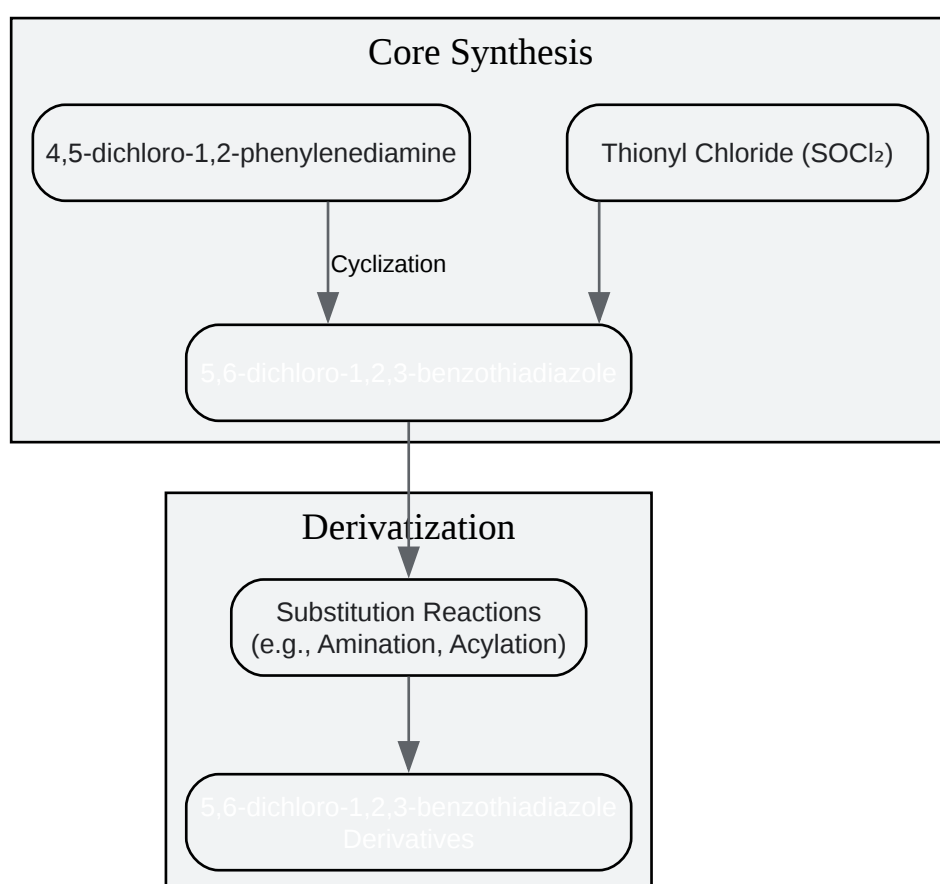 Core Synthesis
4,5-dichloro-1,2-phenylenediamine
Thionyl Chloride (SOCl₂)
Cyclization
5,6-dichloro-1,2,3-benzothiadiazole
Derivatization
Substitution Reactions
(e.g., Amination, Acylation)
5,6-dichloro-1,2,3-benzothiadiazole
Derivatives